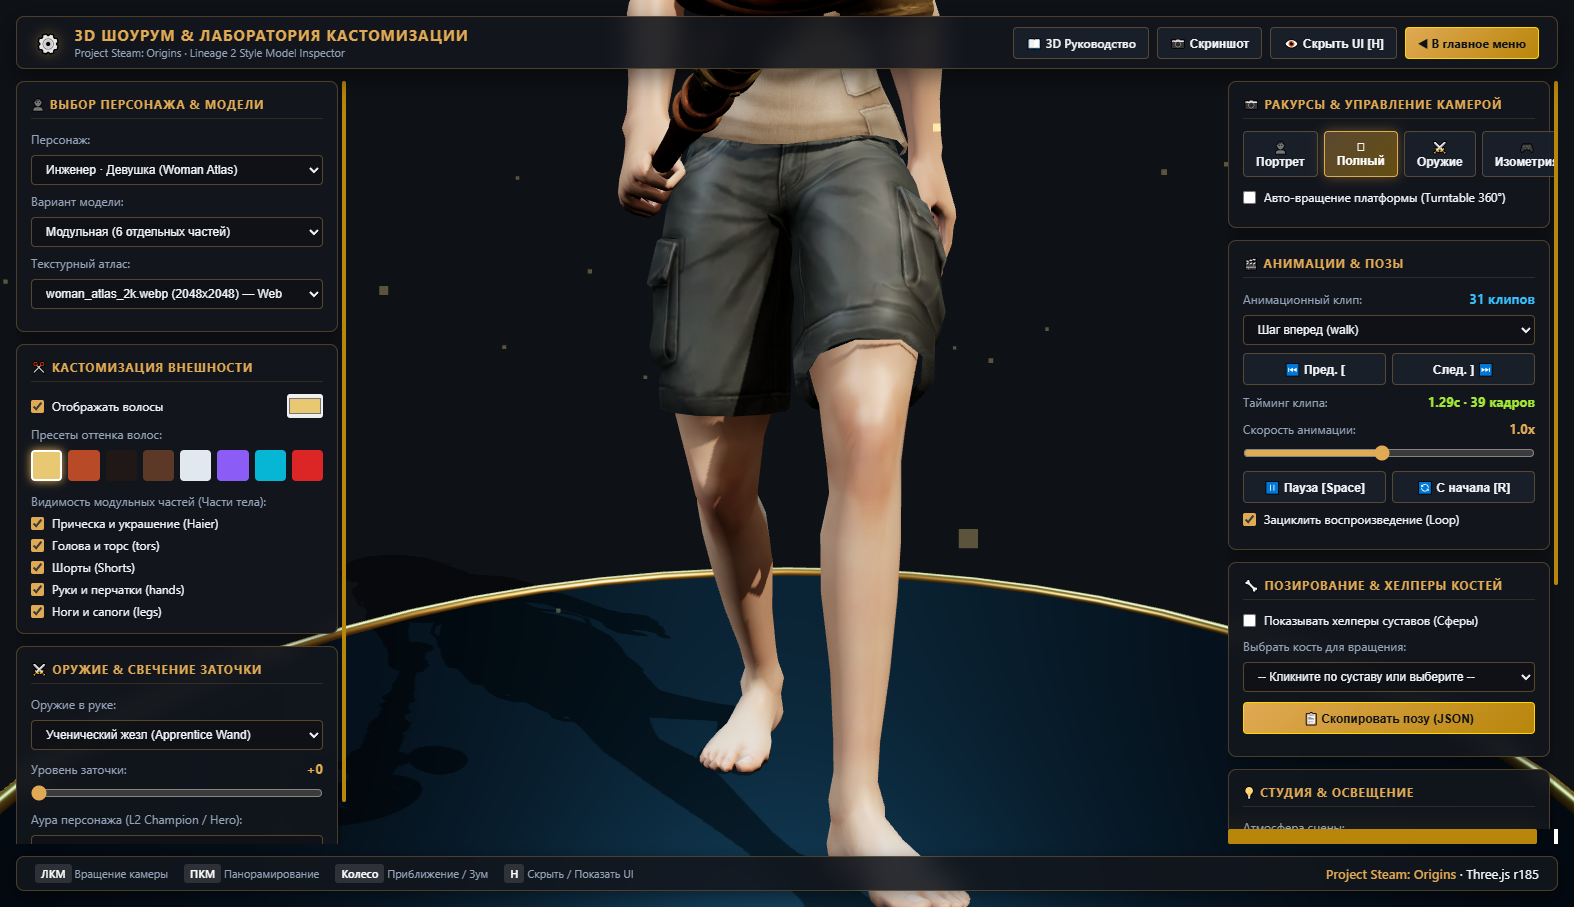 3D ШОУРУМ & ЛАБОРАТОРИЯ КАСТОМИЗАЦИИ
Project Steam: Origins · Lineage 2 Style Model Inspector
3D Руководство
Скриншот
Скрыть UI [H]
◀ В главное меню
ВЫБОР ПЕРСОНАЖА & МОДЕЛИ
Персонаж:
Инженер · Девушка (Woman Atlas)
Вариант модели:
Модульная (6 отдельных частей)
Текстурный атлас:
woman_atlas_2k.webp (2048x2048) — Web
КАСТОМИЗАЦИЯ ВНЕШНОСТИ
Отображать волосы
Пресеты оттенка волос:
Видимость модульных частей (Части тела):
Прическа и украшение (Haier)
Голова и торс (tors)
Шорты (Shorts)
Руки и перчатки (hands)
Ноги и сапоги (legs)
ОРУЖИЕ & СВЕЧЕНИЕ ЗАТОЧКИ
Оружие в руке:
Ученический жезл (Apprentice Wand)
Уровень заточки: +0
Аура персонажа (L2 Champion / Hero):
РАКУРСЫ & УПРАВЛЕНИЕ КАМЕРОЙ
Портрет
Полный
Оружие
Изометрия
Авто-вращение платформы (Turntable 360°)
АНИМАЦИИ & ПОЗЫ
Анимационный клип: 31 клипов
Шаг вперед (walk)
Пред. [
След. ]
Тайминг клипа: 1.29с · 39 кадров
Скорость анимации: 1.0x
Пауза [Space]
С начала [R]
Зациклить воспроизведение (Loop)
ПОЗИРОВАНИЕ & ХЕЛПЕРЫ КОСТЕЙ
Показывать хелперы суставов (Сферы)
Выбрать кость для вращения:
-- Кликните по суставу или выберите --
Скопировать позу (JSON)
СТУДИЯ & ОСВЕЩЕНИЕ
Атмосфера сцены:
ЛКМ Вращение камеры ПКМ Панорамирование Колесо Приближение / Зум H Скрыть / Показать UI
Project Steam: Origins · Three.js r185